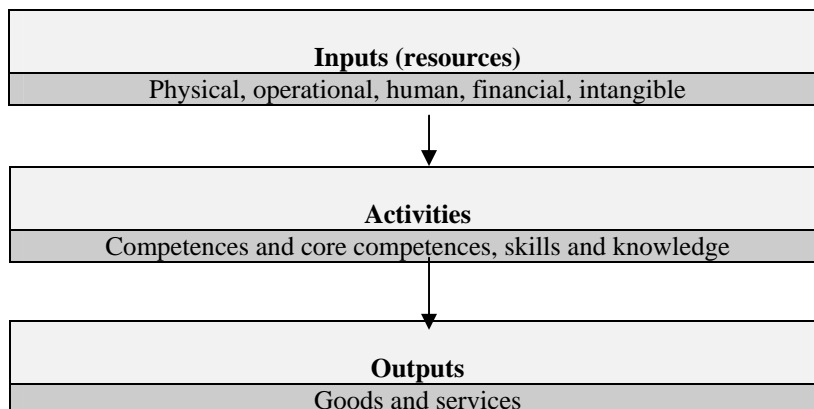 Inputs (resources)
Physical, operational, human, financial, intangible
Activities
Competences and core competences, skills and knowledge
Outputs
Goods and services